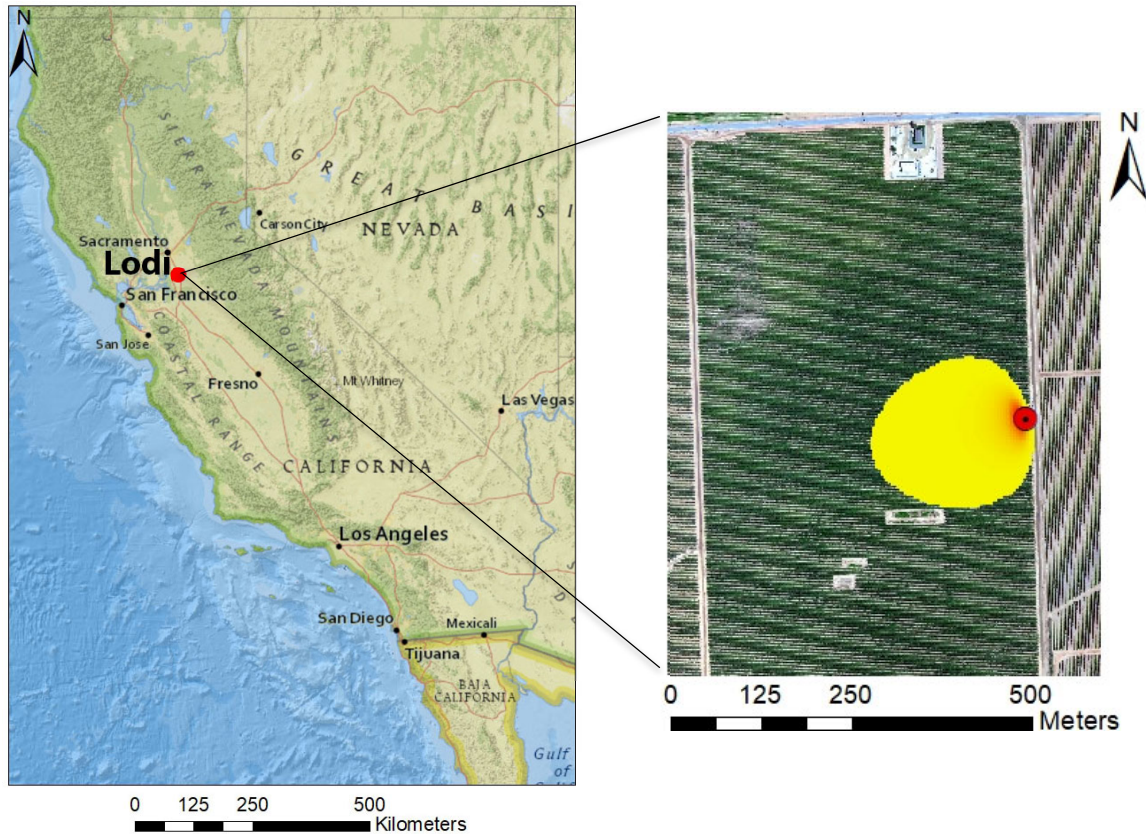 N
SIERRA NEVADA MOUNTAINS
GREAT BASI
Carson City
NEVADA
Sacramento
Lodi
San Francisco
San Jose
COASTAL RANGE
Fresno
Mt Whitney
Las Vegas
CALIFORNIA
Los Angeles
San Diego
Mexicali
Tijuana
BAJA
CALIFORNIA
Gulf
of
0 125 250 500
Kilometers
N
0 125 250 500
Meters